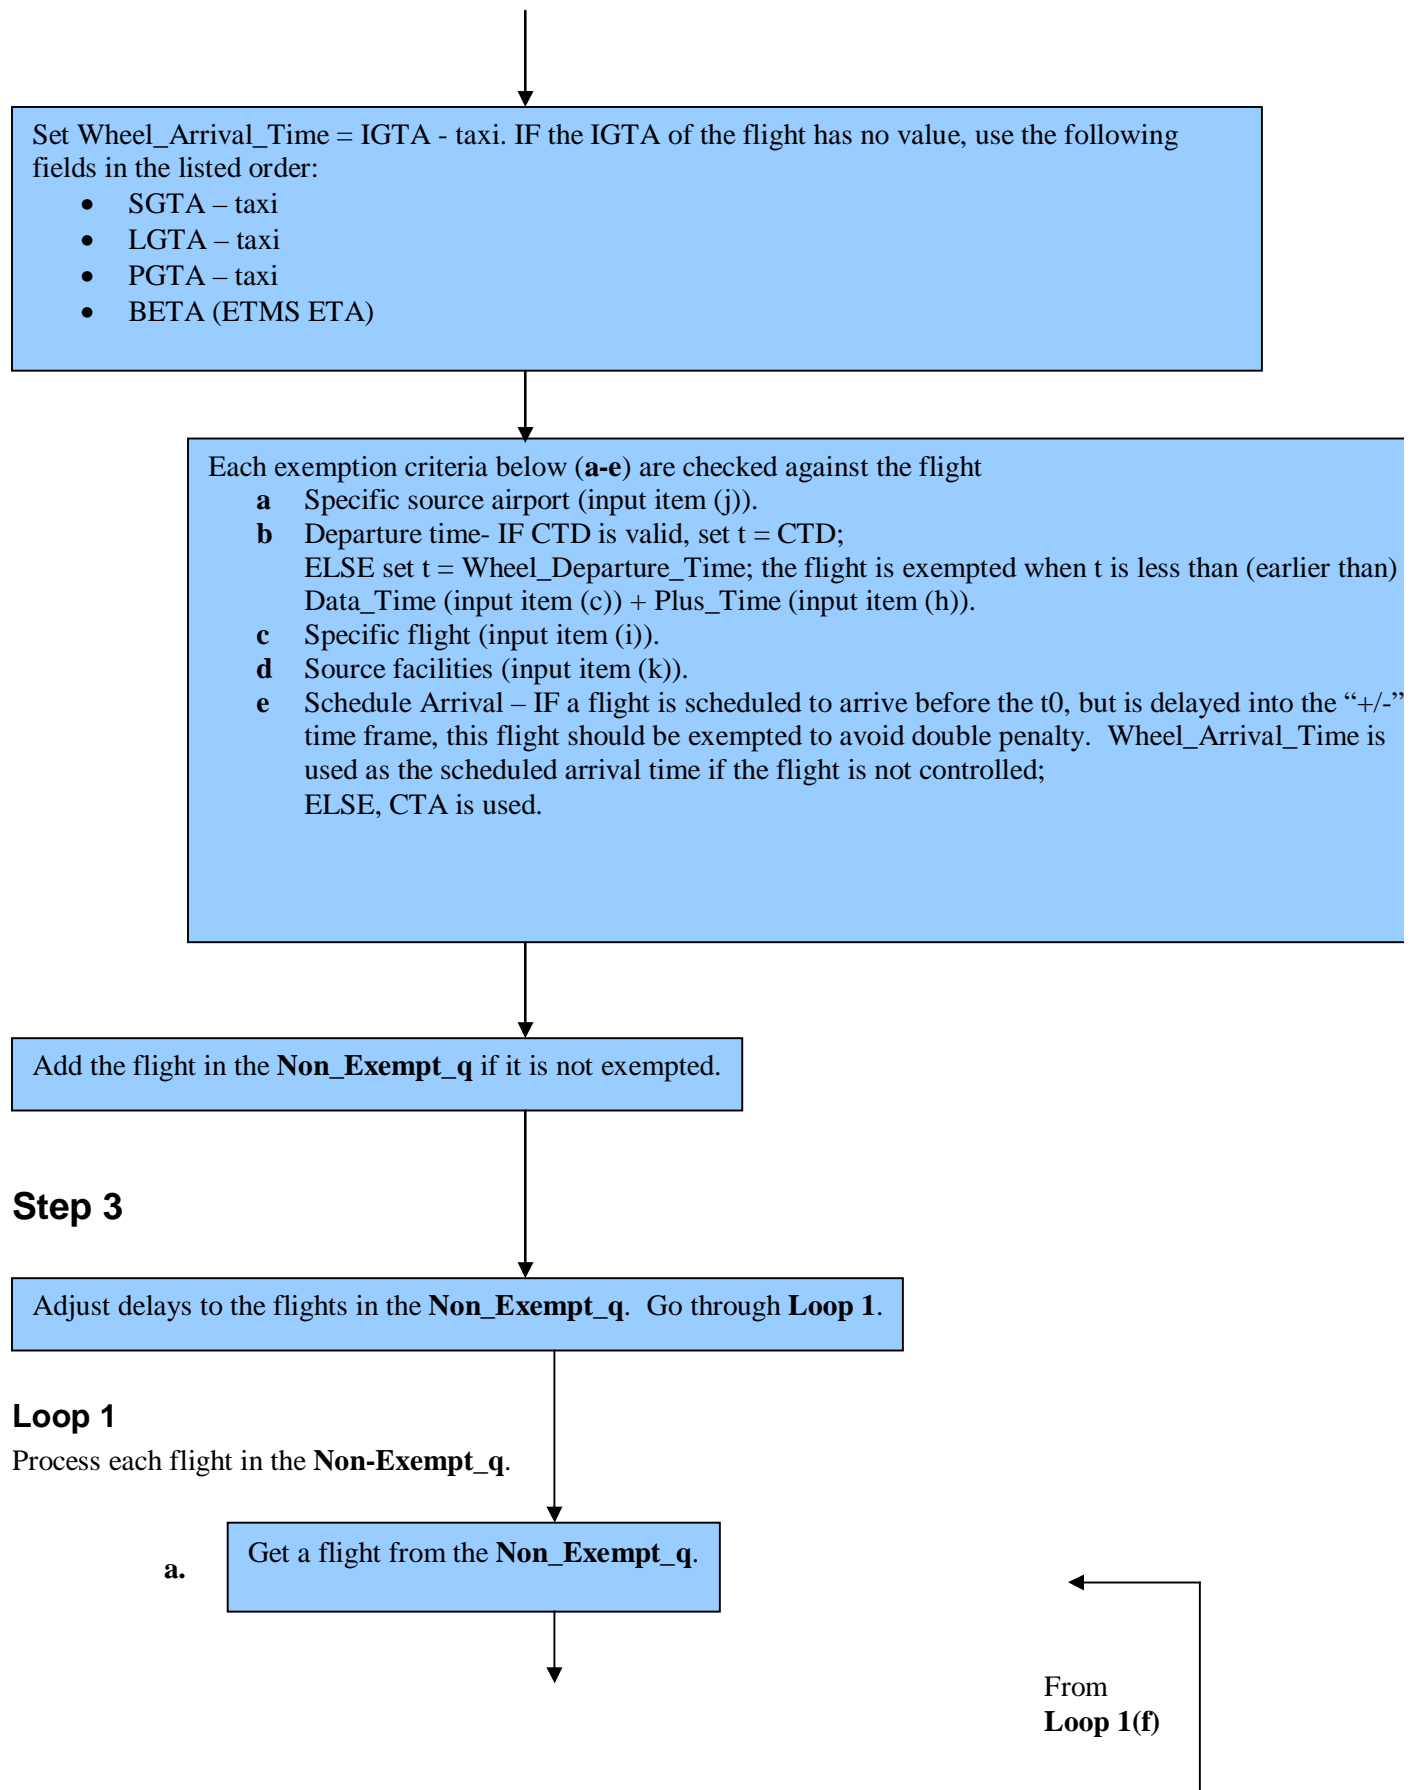 Set Wheel_Arrival_Time = IGTA - taxi. IF the IGTA of the flight has no value, use the following
fields in the listed order:
• SGTA – taxi
• LGTA – taxi
• PGTA – taxi
• BETA (ETMS ETA)
Each exemption criteria below (a-e) are checked against the flight
a Specific source airport (input item (j)).
b Departure time- IF CTD is valid, set t = CTD;
ELSE set t = Wheel_Departure_Time; the flight is exempted when t is less than (earlier than)
Data_Time (input item (c)) + Plus_Time (input item (h)).
c Specific flight (input item (i)).
d Source facilities (input item (k)).
e Schedule Arrival – IF a flight is scheduled to arrive before the t0, but is delayed into the “+/-”
time frame, this flight should be exempted to avoid double penalty. Wheel_Arrival_Time is
used as the scheduled arrival time if the flight is not controlled;
ELSE, CTA is used.
Add the flight in the Non_Exempt_q if it is not exempted.
Step 3
Adjust delays to the flights in the Non_Exempt_q. Go through Loop 1.
Loop 1
Process each flight in the Non-Exempt_q.
a. Get a flight from the Non_Exempt_q.
From
Loop 1(f)